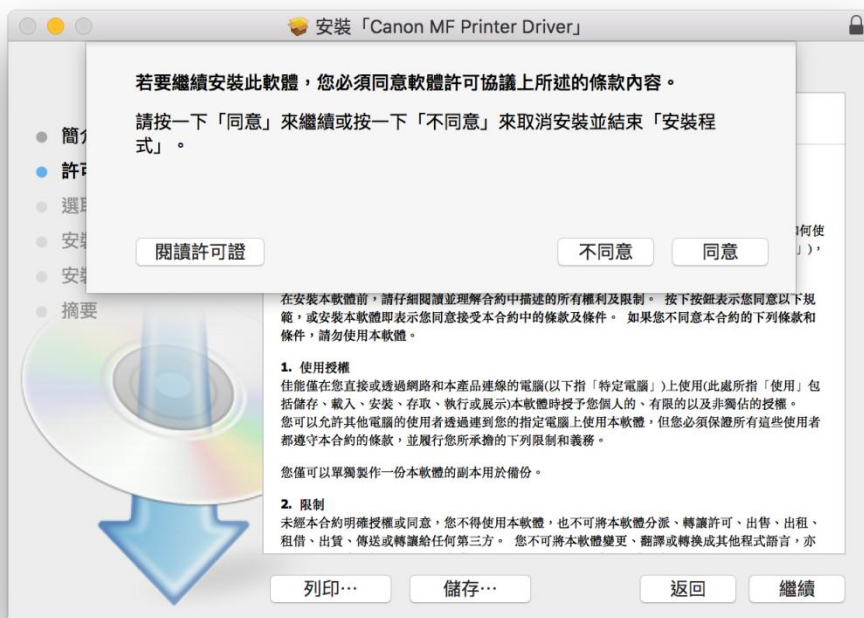 安裝「Canon MF Printer Driver」
若要繼續安裝此軟體，您必須同意軟體許可協議上所述的條款內容。
請按一下「同意」來繼續或按一下「不同意」來取消安裝並結束「安裝程
式」。
閱讀許可證
不同意
同意
簡
許
選
安
安
摘要
何使
」)，
在安裝本軟體前，請仔細閱讀並理解合約中描述的所有權利及限制。 按下按鈕表示您同意以下規
範，或安裝本軟體即表示您同意接受本合約中的條款及條件。 如果您不同意本合約的下列條款和
條件，請勿使用本軟體。
1. 使用授權
佳能僅在您直接或透過網路和本產品連線的電腦(以下指「特定電腦」)上使用(此處所指「使用」包
括儲存、載入、安裝、存取、執行或展示)本軟體時授予您個人的、有限的以及非獨佔的授權。
您可以允許其他電腦的使用者透過連到您的指定電腦上使用本軟體，但您必須保證所有這些使用者
都遵守本合約的條款，並履行您所承擔的下列限制和義務。
您僅可以單獨製作一份本軟體的副本用於備份。
2. 限制
未經本合約明確授權或同意，您不得使用本軟體，也不可將本軟體分派、轉讓許可、出售、出租、
租借、出賃、傳送或轉讓給任何第三方。 您不可將本軟體變更、翻譯或轉換成其他程式語言，亦
列印⋯
儲存⋯
返回
繼續